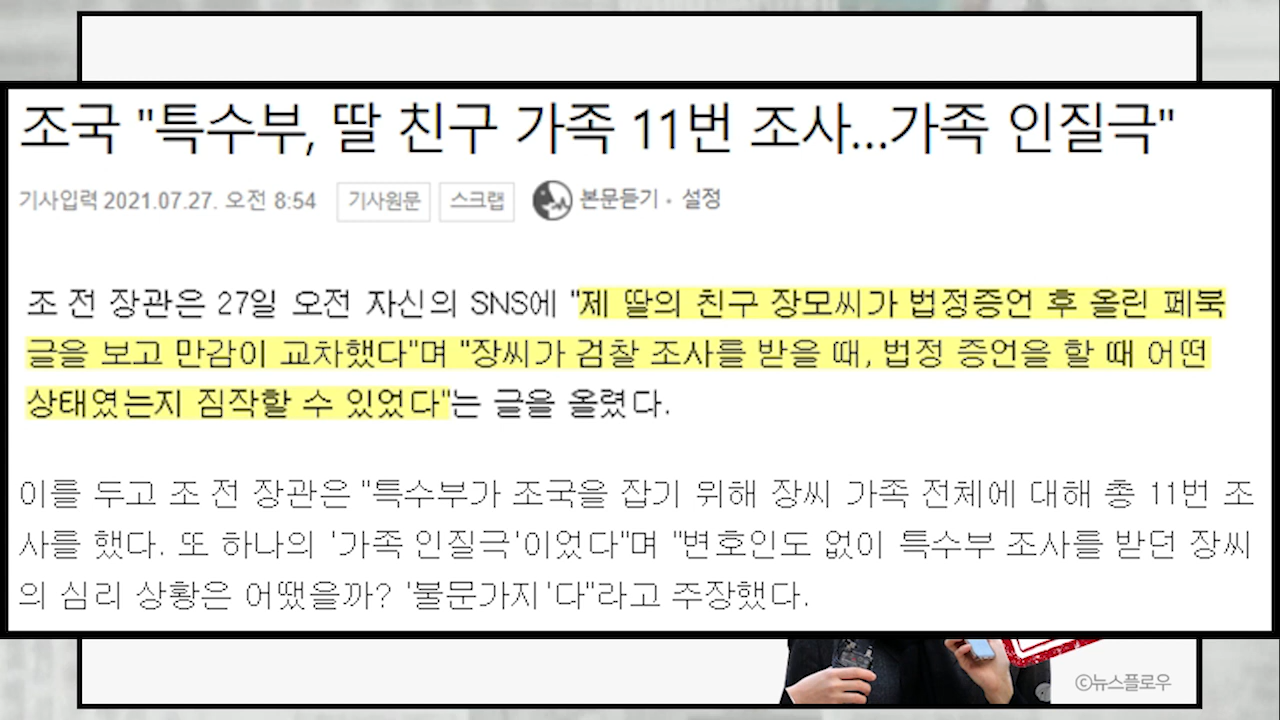 조국 "특수부, 딸 친구 가족 11번 조사...가족 인질극"
기사입력 2021.07.27. 오전 8:54 기사원문 스크랩 본문듣기 · 설정
조 전 장관은 27일 오전 자신의 SNS에 "제 딸의 친구 장모씨가 법정증언 후 올린 페북
글을 보고 만감이 교차했다"며 "장씨가 검찰 조사를 받을 때, 법정 증언을 할 때 어떤
상태였는지 짐작할 수 있었다"는 글을 올렸다.
이를 두고 조 전 장관은 "특수부가 조국을 잡기 위해 장씨 가족 전체에 대해 총 11번 조
사를 했다. 또 하나의 '가족 인질극'이었다"며 "변호인도 없이 특수부 조사를 받던 장씨
의 심리 상황은 어땠을까? '불문가지'다"라고 주장했다.
ⓒ뉴스플로우